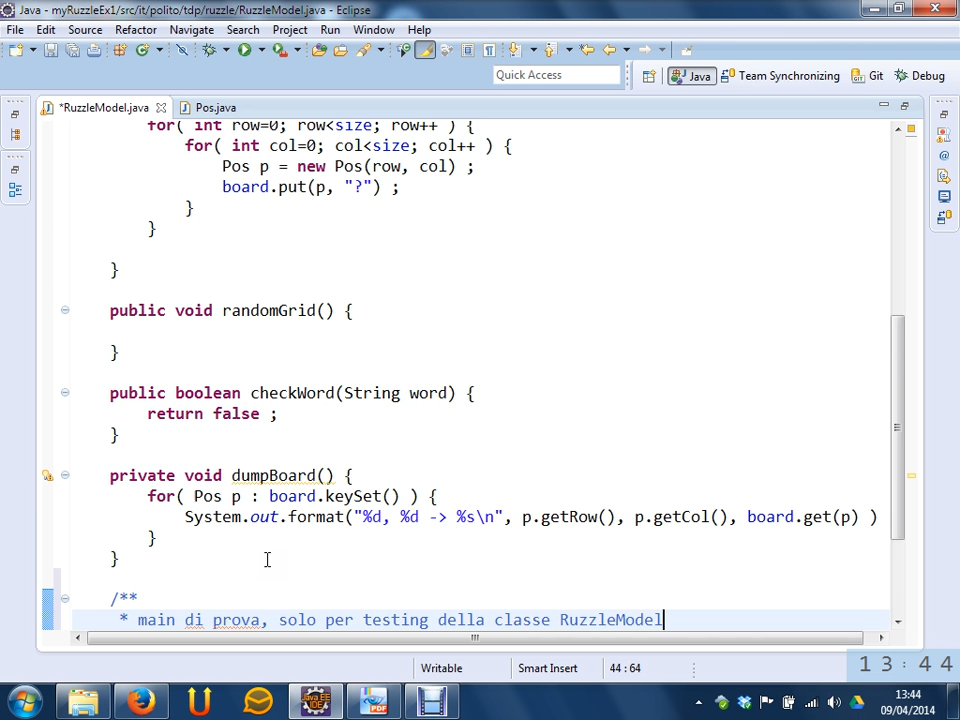 Java - myRuzzleEx1/src/it/polito/tdp/ruzzle/RuzzleModel.java - Eclipse
File Edit Source Refactor Navigate Search Project Run Window Help
Quick Access
Java Team Synchronizing Git Debug
*RuzzleModel.java Pos.java
for( int row=0; row<size; row++ ) {
for( int col=0; col<size; col++ ) {
Pos p = new Pos(row, col) ;
board.put(p, "?") ;
}
}
}
public void randomGrid() {
}
public boolean checkWord(String word) {
return false ;
}
private void dumpBoard() {
for( Pos p : board.keySet() ) {
System.out.format("%d, %d -> %s\n", p.getRow(), p.getCol(), board.get(p) )
}
}
/**
* main di prova, solo per testing della classe RuzzleModel
Writable Smart Insert 44 : 64
13:44
13:44
09/04/2014